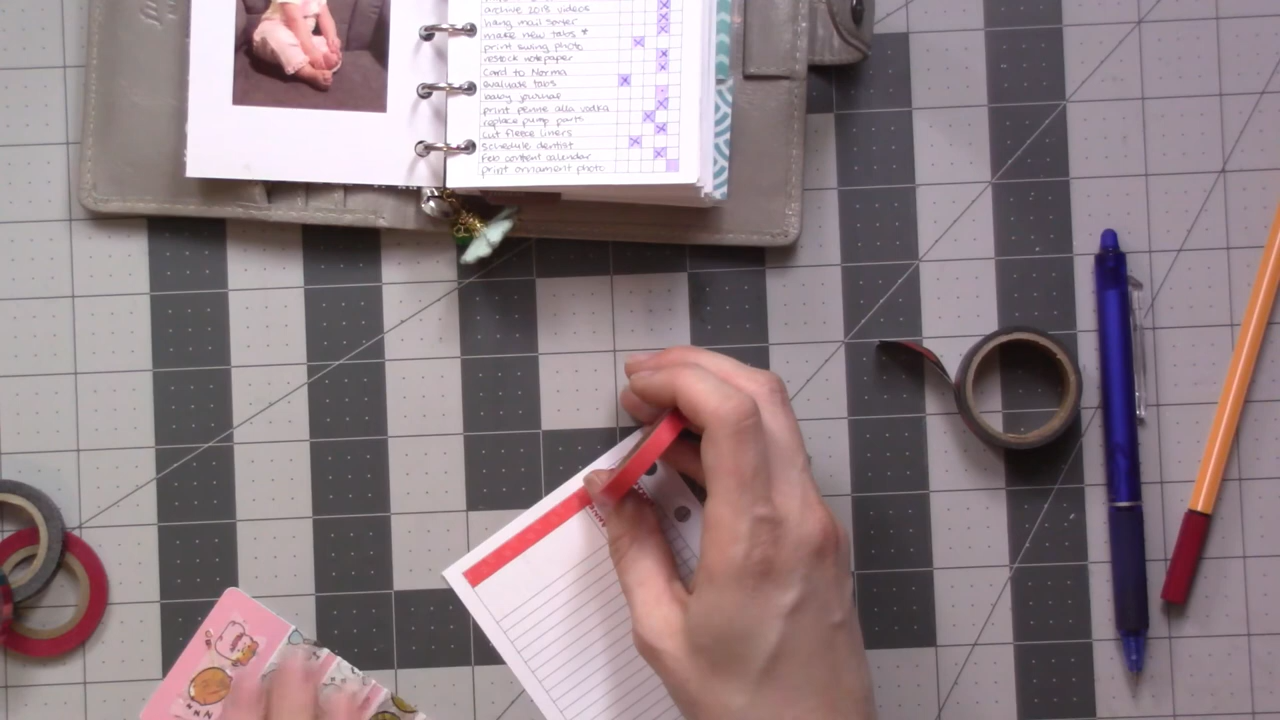 archive 2018 videos
hang mail sorter
make new tabs *
print swing photo
restock notepaper
Card to Norma
evaluate tabs
baby journal
print penne alla vodka
replace pump parts
cut fleece liners
schedule dentist
Feb content calendar
print ornament photo